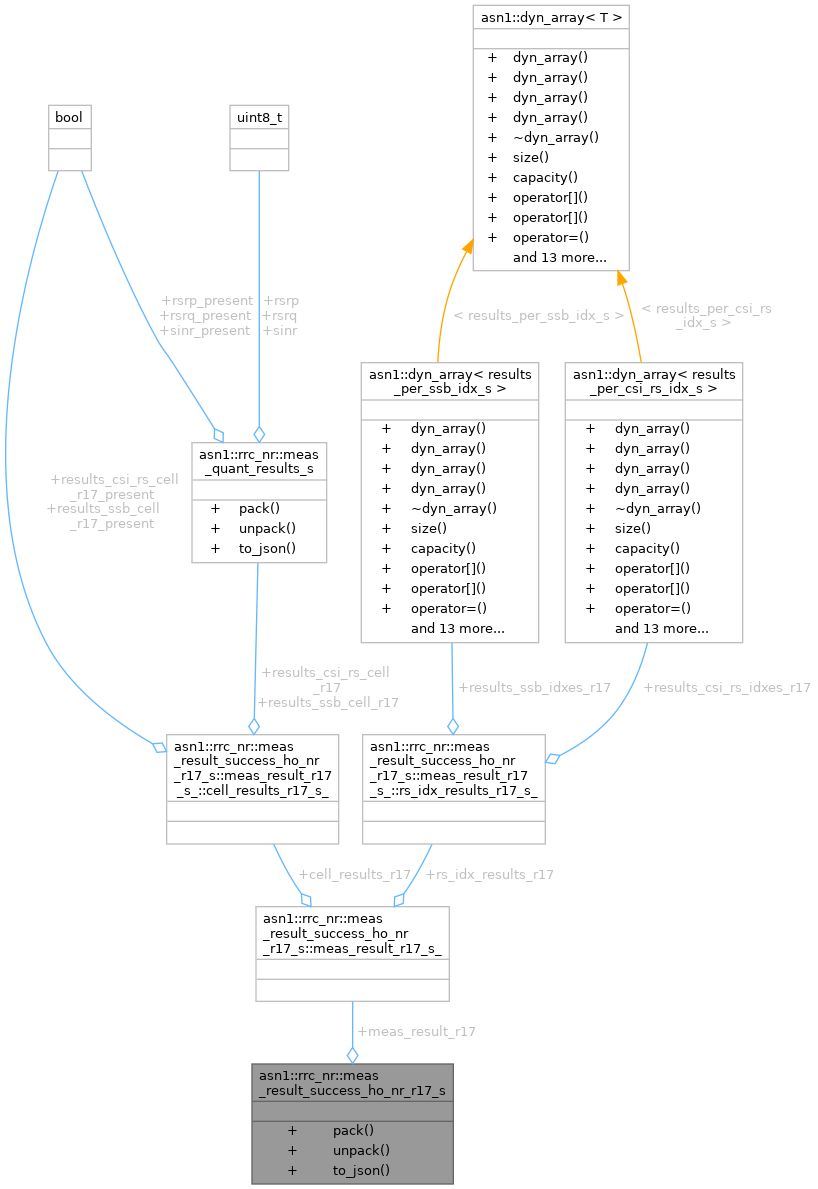 asn1::dyn_array< T >
+ dyn_array()
+ dyn_array()
+ dyn_array()
+ dyn_array()
+ ~dyn_array()
+ size()
+ capacity()
+ operator[]()
+ operator[]()
+ operator=()
and 13 more...
bool
uint8_t
+rsrp_present
+rsrq_present
+sinr_present
+rsrp
+rsrq
+sinr
< results_per_ssb_idx_s >
< results_per_csi_rs
_idx_s >
asn1::dyn_array< results
_per_ssb_idx_s >
+ dyn_array()
+ dyn_array()
+ dyn_array()
+ dyn_array()
+ ~dyn_array()
+ size()
+ capacity()
+ operator[]()
+ operator[]()
+ operator=()
and 13 more...
asn1::dyn_array< results
_per_csi_rs_idx_s >
+ dyn_array()
+ dyn_array()
+ dyn_array()
+ dyn_array()
+ ~dyn_array()
+ size()
+ capacity()
+ operator[]()
+ operator[]()
+ operator=()
and 13 more...
asn1::rrc_nr::meas
_quant_results_s
+ pack()
+ unpack()
+ to_json()
+results_csi_rs_cell
_r17_present
+results_ssb_cell
_r17_present
+results_csi_rs_cell
_r17
+results_ssb_cell_r17
+results_ssb_idxes_r17
+results_csi_rs_idxes_r17
asn1::rrc_nr::meas
_result_success_ho_nr
_r17_s::meas_result_r17
_s_::cell_results_r17_s_
asn1::rrc_nr::meas
_result_success_ho_nr
_r17_s::meas_result_r17
_s_::rs_idx_results_r17_s_
+cell_results_r17
+rs_idx_results_r17
asn1::rrc_nr::meas
_result_success_ho_nr
_r17_s::meas_result_r17_s_
+meas_result_r17
asn1::rrc_nr::meas
_result_success_ho_nr_r17_s
+ pack()
+ unpack()
+ to_json()